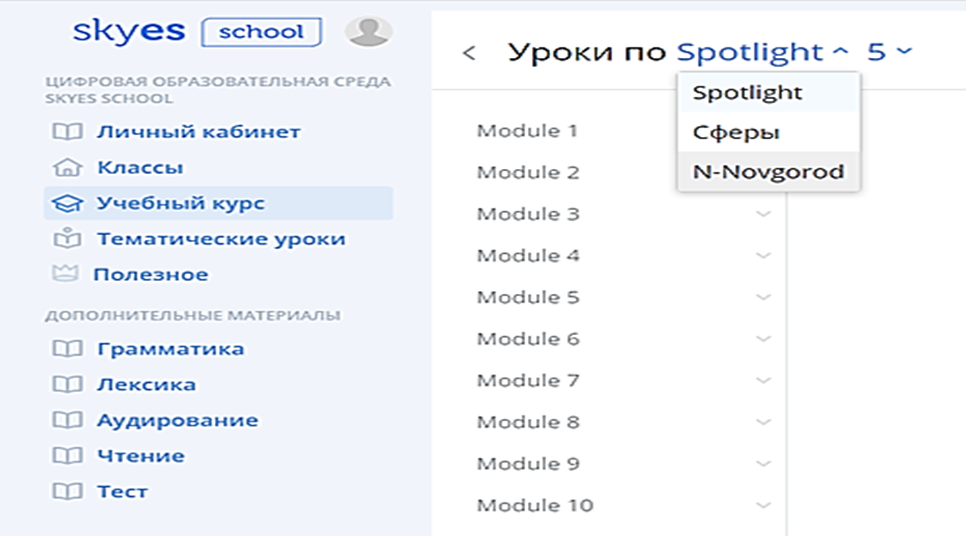 skyes school
ЦИФРОВАЯ ОБРАЗОВАТЕЛЬНАЯ СРЕДА
SKYES SCHOOL
Личный кабинет
Классы
Учебный курс
Тематические уроки
Полезное
ДОПОЛНИТЕЛЬНЫЕ МАТЕРИАЛЫ
Грамматика
Лексика
Аудирование
Чтение
Тест
Уроки по Spotlight 5
Spotlight
Сферы
N-Novgorod
Module 1
Module 2
Module 3
Module 4
Module 5
Module 6
Module 7
Module 8
Module 9
Module 10